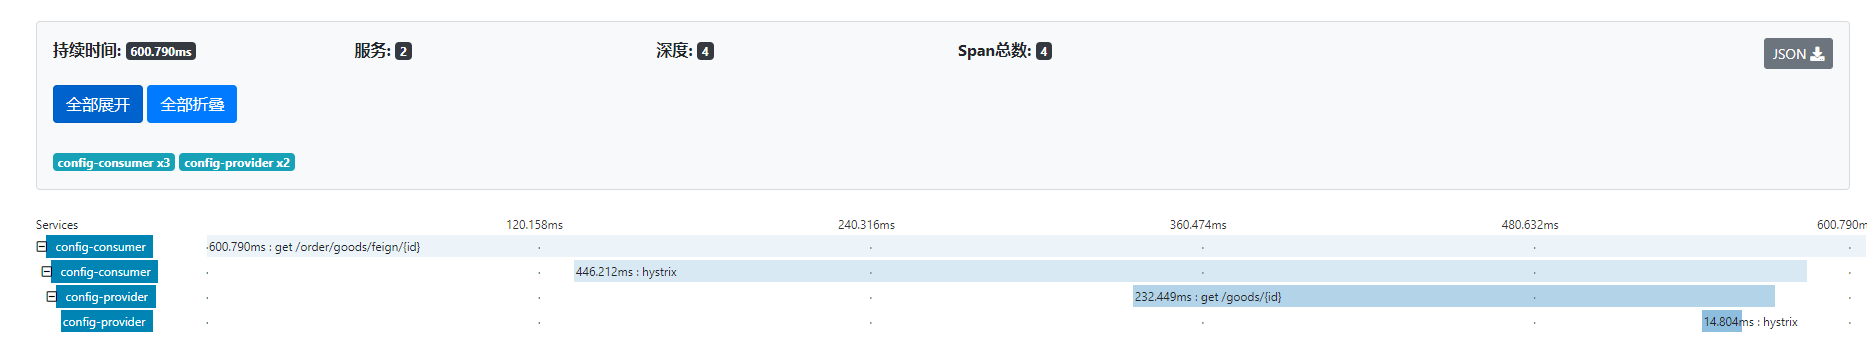 持续时间: 600.790ms 服务: 2 深度: 4 Span总数: 4 JSON
全部展开 全部折叠
config-consumer x3 config-provider x2
Services 120.158ms 240.316ms 360.474ms 480.632ms 600.790m
config-consumer 600.790ms : get /order/goods/feign/{id}
config-consumer 446.212ms : hystrix
config-provider 232.449ms : get /goods/{id}
config-provider 14.804ms : hystrix